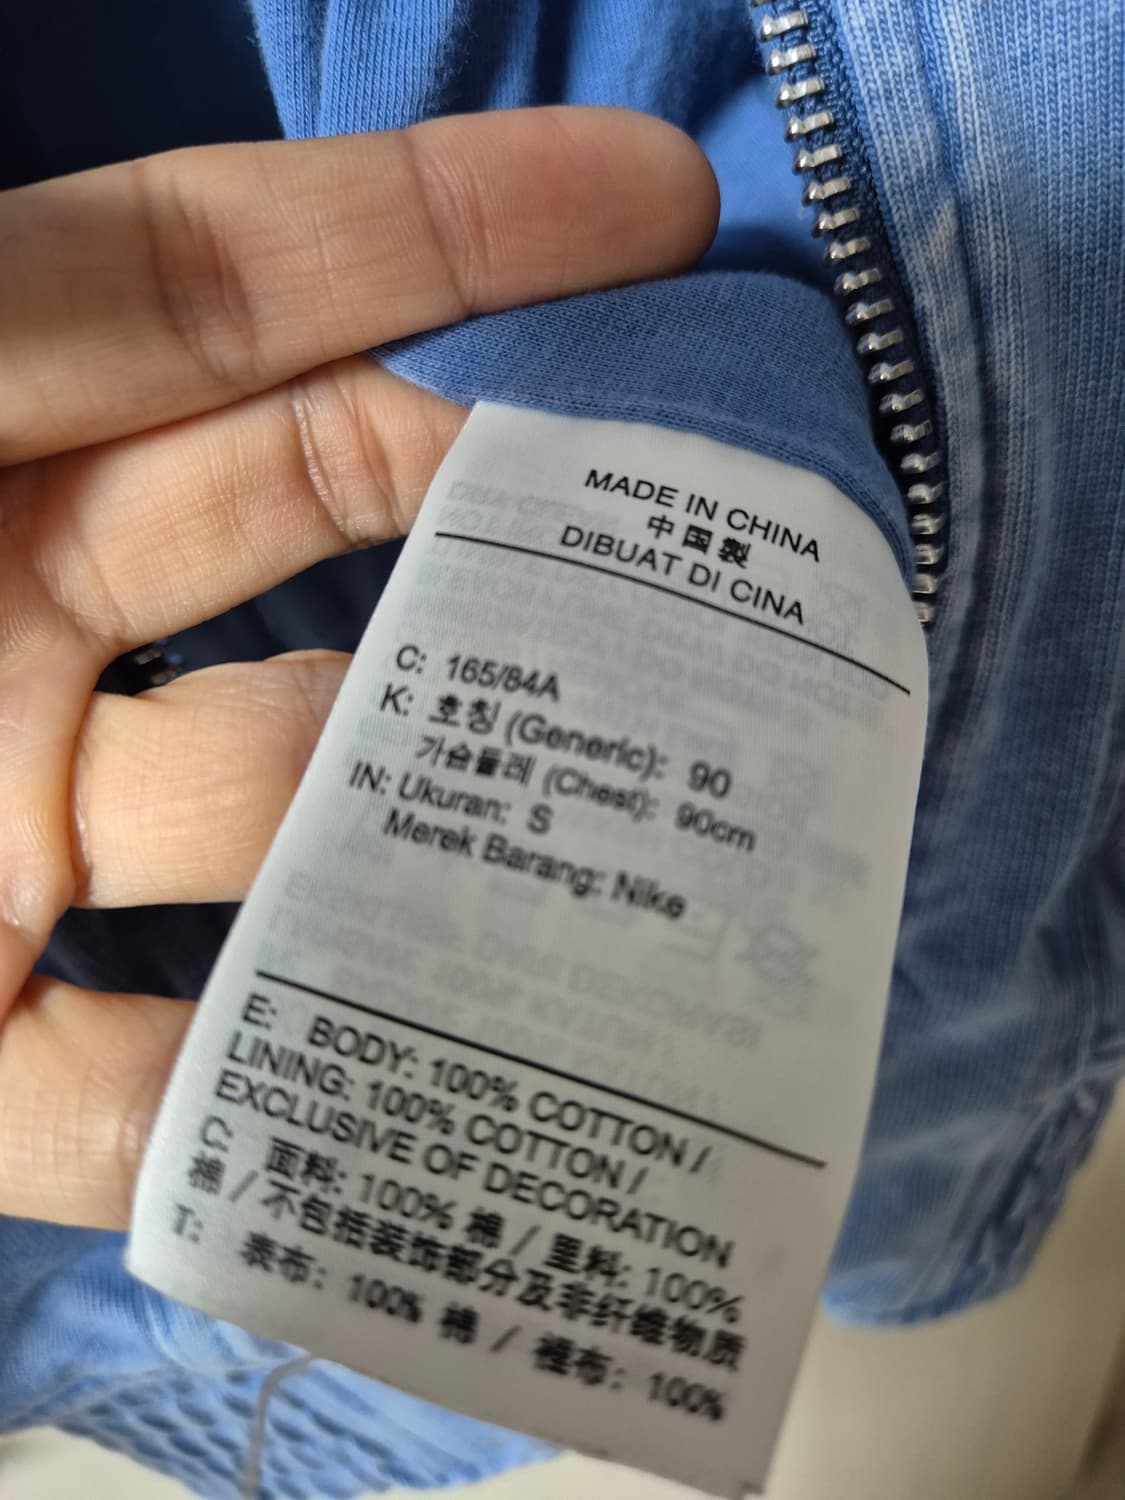 MADE IN CHINA
中国製
DIBUAT DI CINA
C: 165/84A
K: 호칭 (Generic): 90
가슴둘레 (Chest): 90cm
IN: Ukuran: S
Merek Barang: Nike
E: BODY: 100% COTTON /
LINING: 100% COTTON /
EXCLUSIVE OF DECORATION
C: 面料: 100% 棉 / 里料: 100%
棉 / 不包括装饰部分及非纤维物质
T: 表布: 100% 棉 / 裡布: 100%